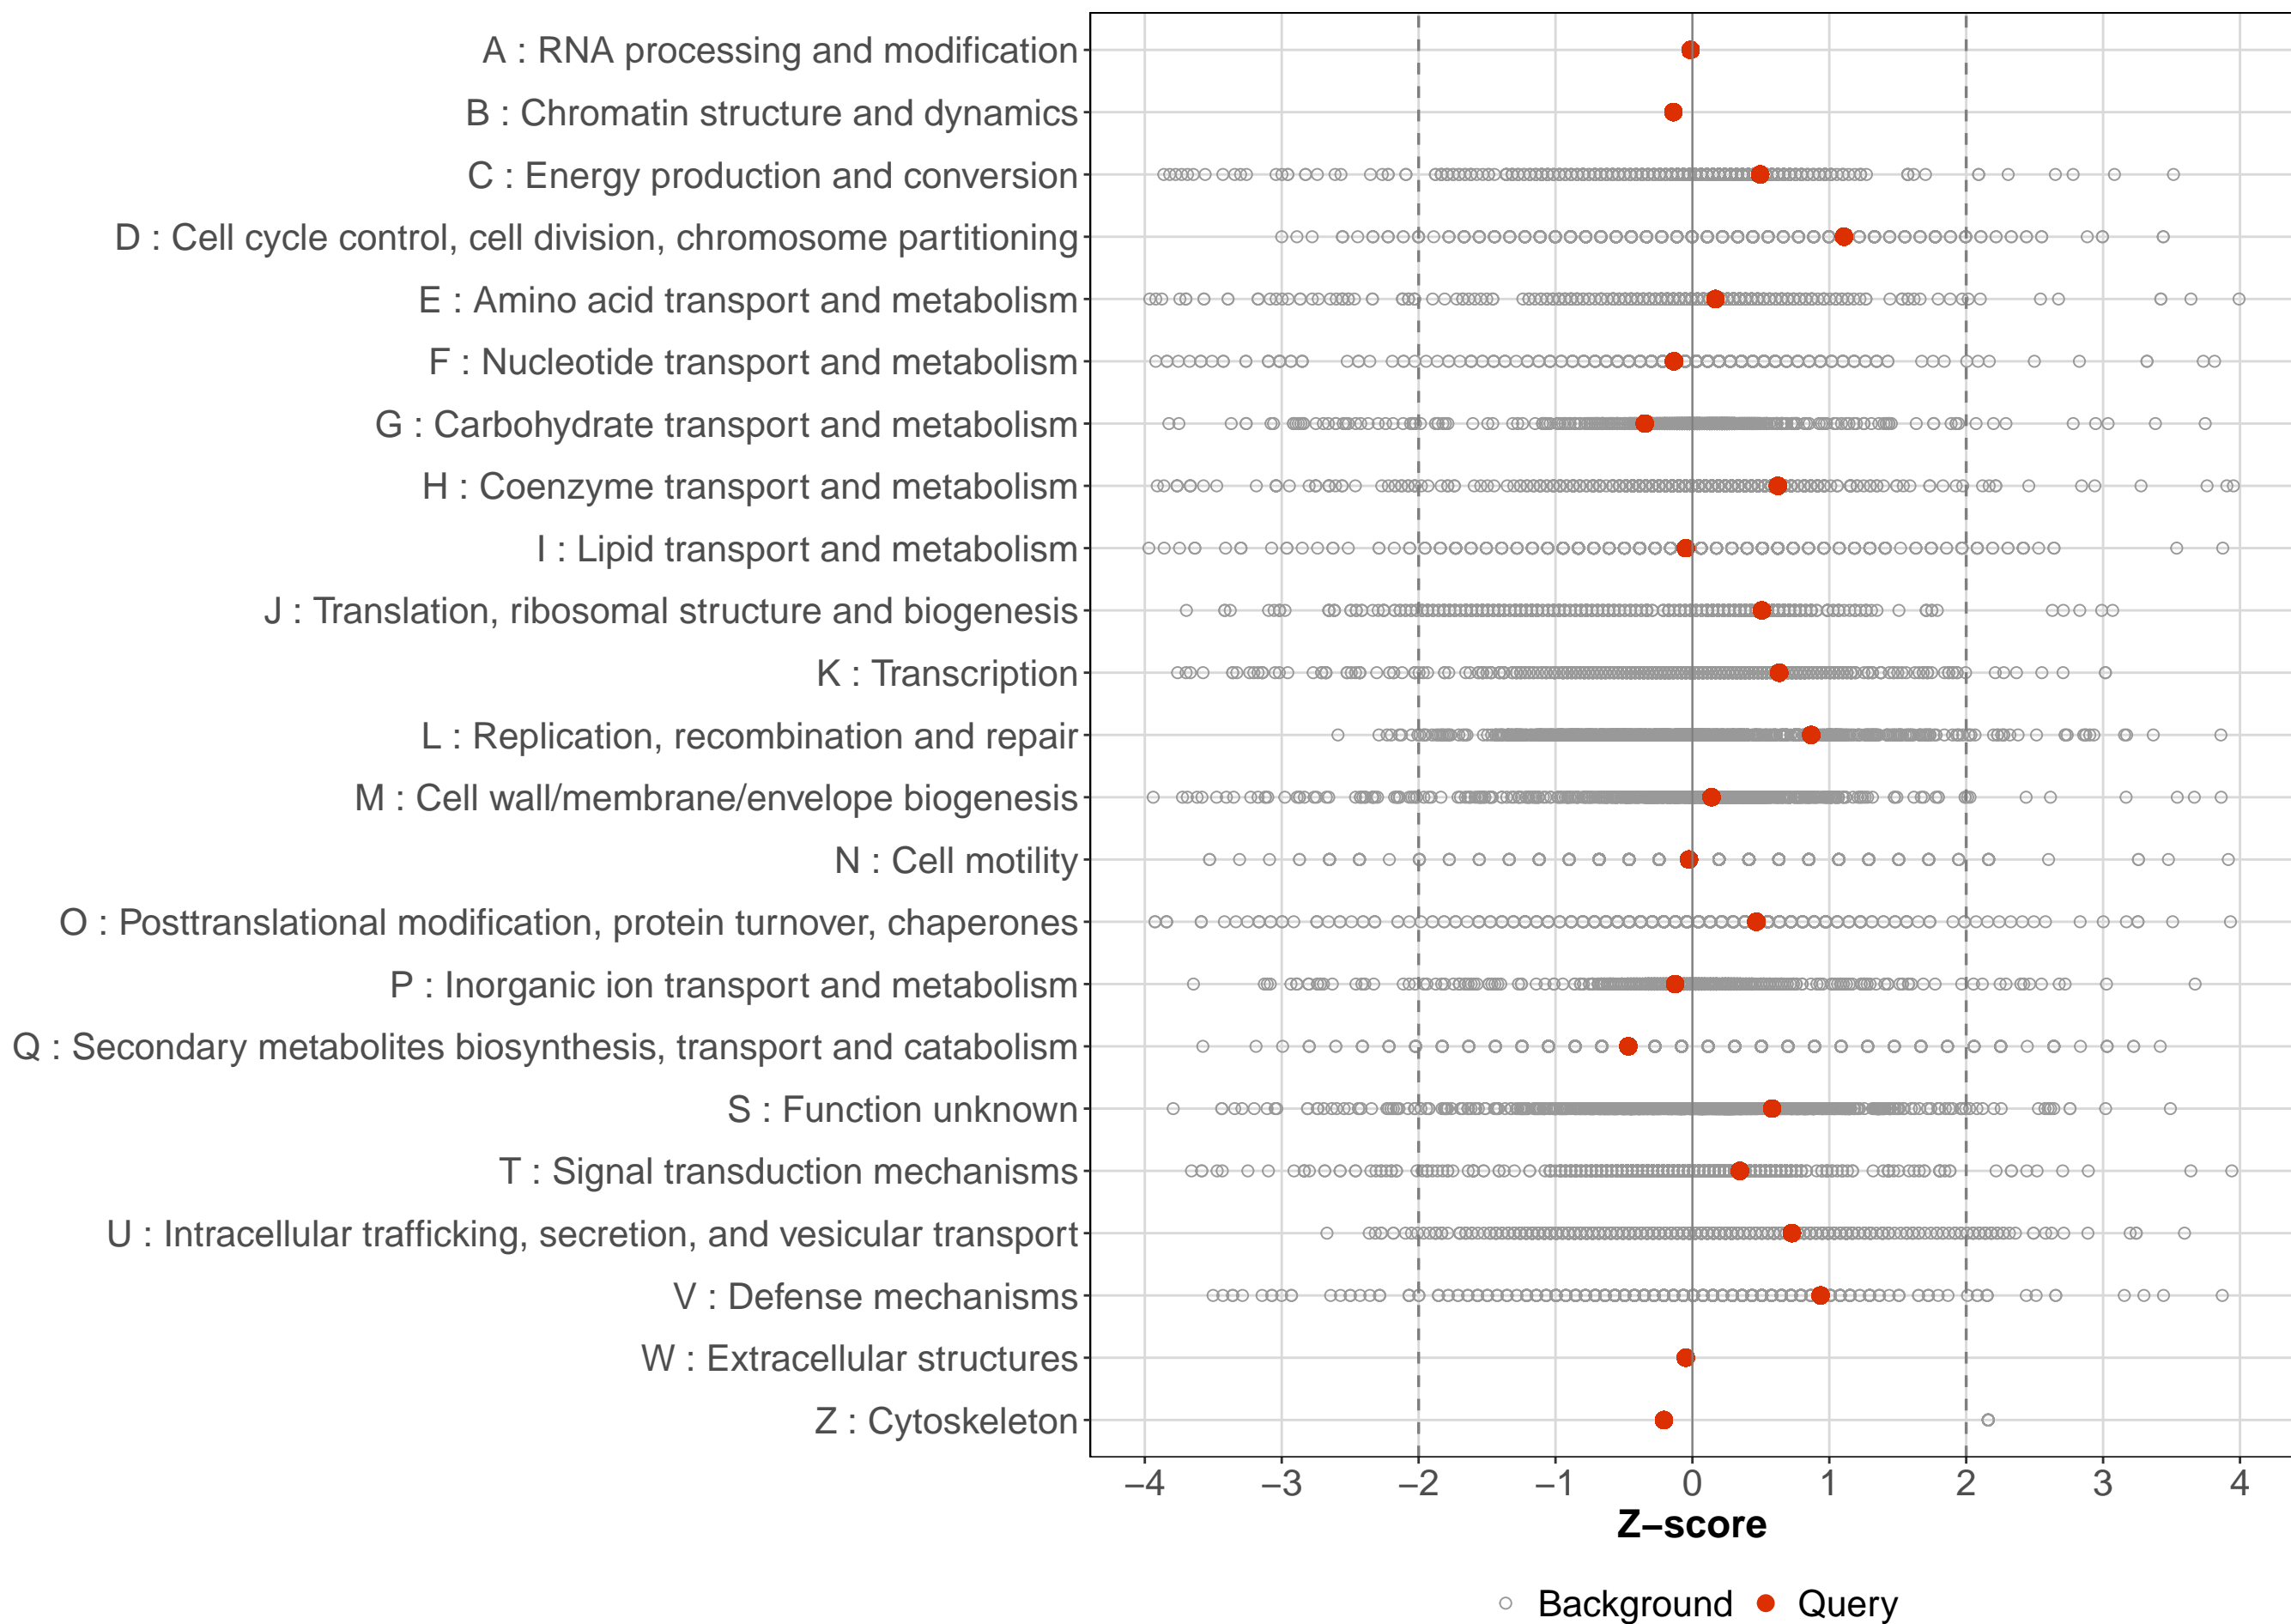 A : RNA processing and modification
B : Chromatin structure and dynamics
C : Energy production and conversion
D : Cell cycle control, cell division, chromosome partitioning
E : Amino acid transport and metabolism
F : Nucleotide transport and metabolism
G : Carbohydrate transport and metabolism
H : Coenzyme transport and metabolism
I : Lipid transport and metabolism
J : Translation, ribosomal structure and biogenesis
K : Transcription
L : Replication, recombination and repair
M : Cell wall/membrane/envelope biogenesis
N : Cell motility
O : Posttranslational modification, protein turnover, chaperones
P : Inorganic ion transport and metabolism
Q : Secondary metabolites biosynthesis, transport and catabolism
S : Function unknown
T : Signal transduction mechanisms
U : Intracellular trafficking, secretion, and vesicular transport
V : Defense mechanisms
W : Extracellular structures
Z : Cytoskeleton
−4 −3 −2 −1 0 1 2 3 4
Z−score
Background Query